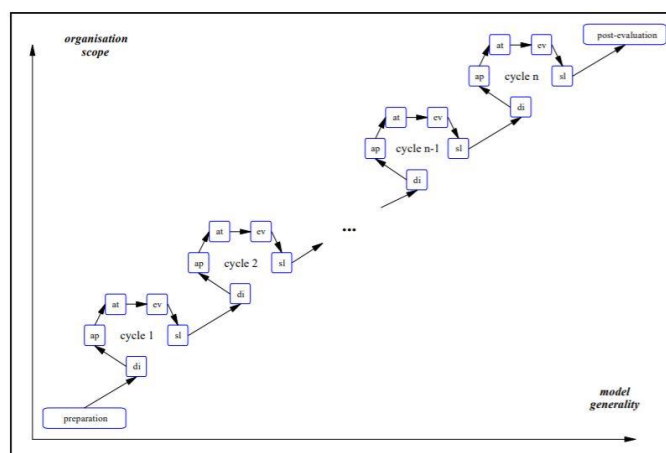 organisation
scope
post-evaluation
at
ev
ap
cycle n
sl
di
at
ev
ap
cycle n-1
sl
di
...
at
ev
ap
cycle 2
sl
di
at
ev
ap
cycle 1
sl
di
preparation
model
generality